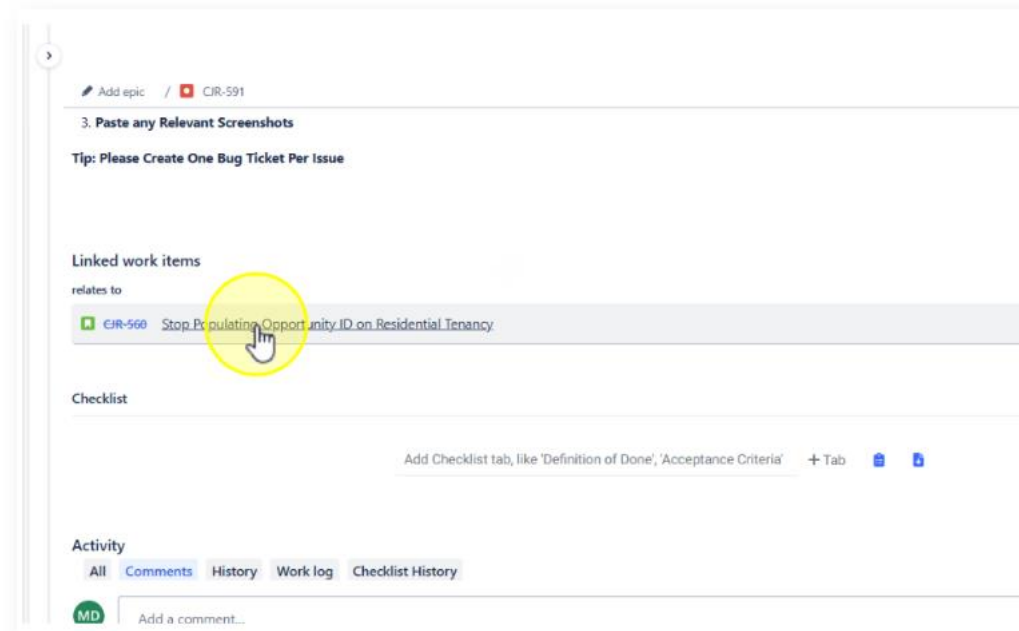 Add epic / CJR-591
3. Paste any Relevant Screenshots
Tip: Please Create One Bug Ticket Per Issue
Linked work items
relates to
CJR-560 Stop Populating Opportunity ID on Residential Tenancy
Checklist
Add Checklist tab, like 'Definition of Done', 'Acceptance Criteria' + Tab
Activity
All Comments History Work log Checklist History
MD Add a comment...